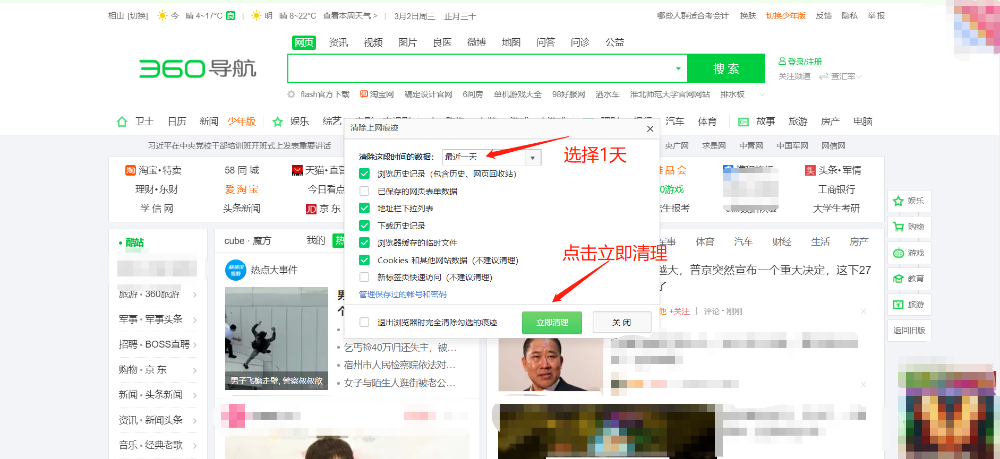 相山 [切换] 今 晴 4~17°C 良 | 明 晴 8~22°C 查看本周天气 > | 3月2日周三 正月三十
哪些人群适合考会计 换肤 切换少年版 反馈 隐私 举报
网页 资讯 视频 图片 良医 微博 地图 问答 问诊 公益
360导航
搜索
登录/注册
关注频道 查汇率
flash官方下载 淘宝网 稿定设计官网 6间房 单机游戏大全 98好服网 洒水车 淮北师范大学官网网站 排水板
卫士 日历 新闻 少年版 娱乐 综艺
汽车 体育 故事 旅游 房产 电脑
习近平在中央党校干部培训班开班式上发表重要讲话
央广网 求是网 中青网 中国军网 网信网
淘宝•特卖 58 同 城 天猫•直营
品 会
头条•军情
理财•东财 爱 淘 宝 今日看点
0游戏
工商银行
学 信 网 头条新闻 京 东
生报考
大学生考研
清除上网痕迹
清除这段时间的数据: 最近一天
选择1天
浏览历史记录（包含历史、网页回收站）
已保存的网页表单数据
地址栏下拉列表
下载历史记录
浏览器缓存的临时文件
Cookies 和其他网站数据（不建议清理）
新标签页快速访问（不建议清理）
管理保存过的帐号和密码
点击立即清理
退出浏览器时完全清除勾选的痕迹
立即清理
关 闭
娱乐
购物
游戏
教育
旅游
返回旧版
酷站
旅游 • 360旅游
军事 • 军事头条
招聘 • BOSS直聘
购物 • 京 东
新闻 • 头条新闻
资讯 • 新闻头条
音乐 • 经典老歌
cube · 魔方 我的 热
快资讯
视野
热点大事件
男
个
男子飞檐走壁, 警察叔叔欲
乞丐捡40万归还失主，被...
宿州市人民检察院依法对...
女子与陌生人逛街被老公...
军事 体育 汽车 财经 生活 房产
越大，普京突然宣布一个重大决定，这下27
了
他 +关注 | 评论 · 刚刚